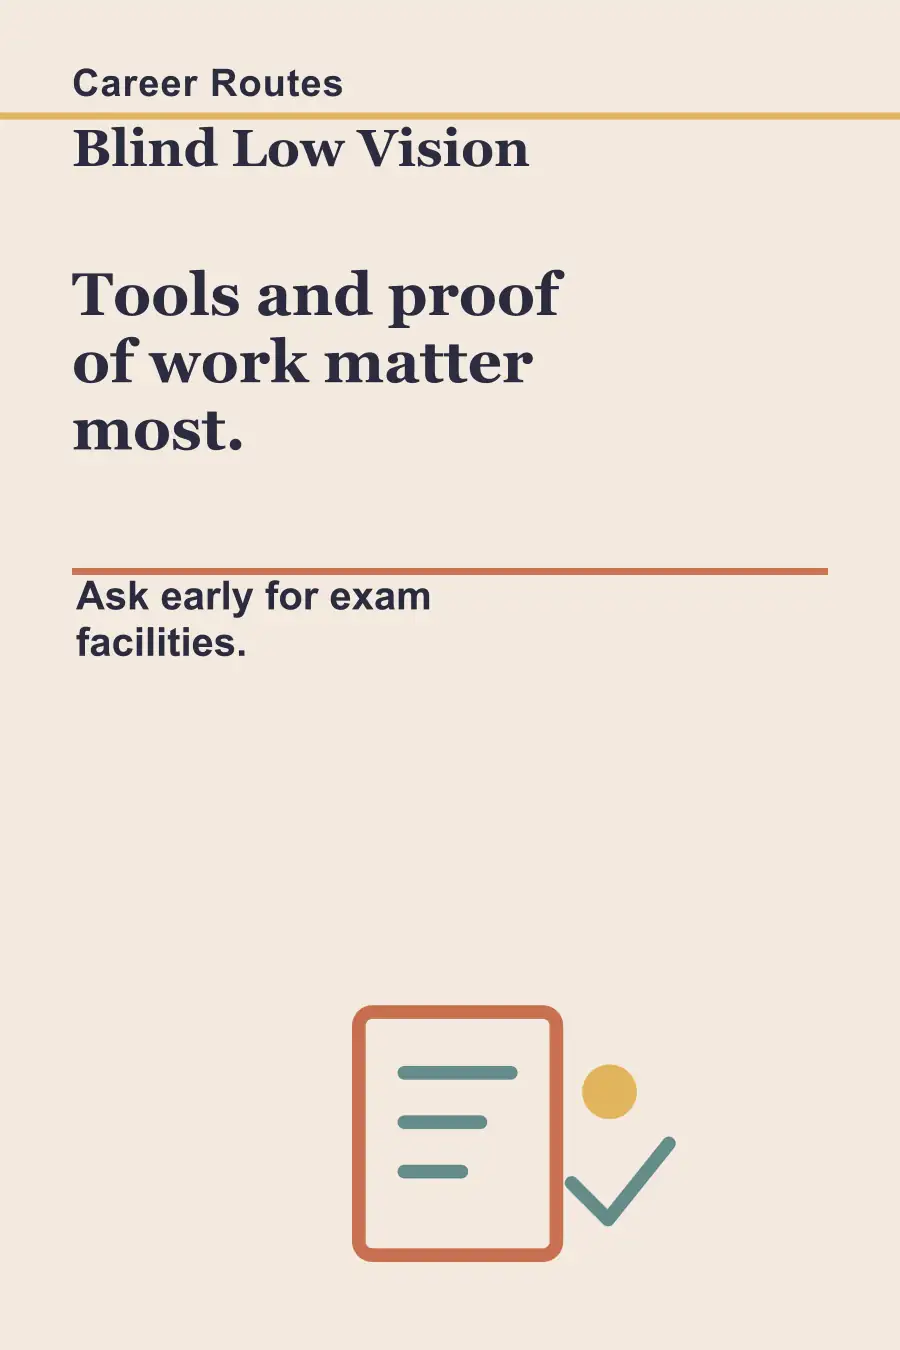 Career Routes
Blind Low Vision
Tools and proof
of work matter
most.
Ask early for exam
facilities.